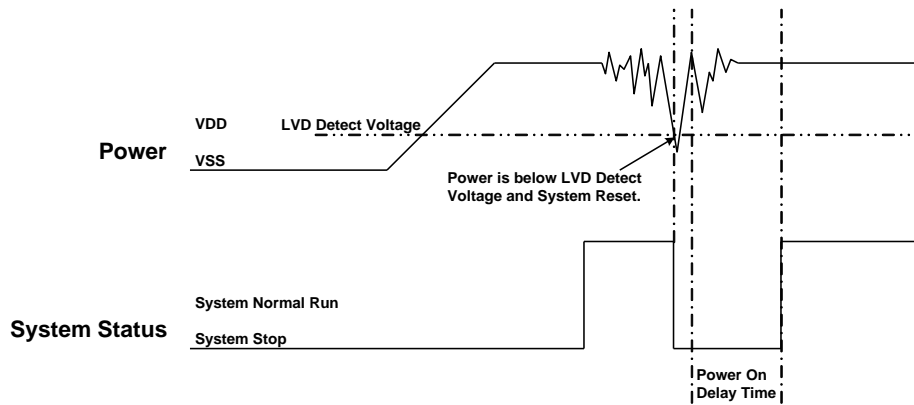 VDD
LVD Detect Voltage
Power
VSS
Power is below LVD Detect
Voltage and System Reset.
System Normal Run
System Status
System Stop
Power On
Delay Time